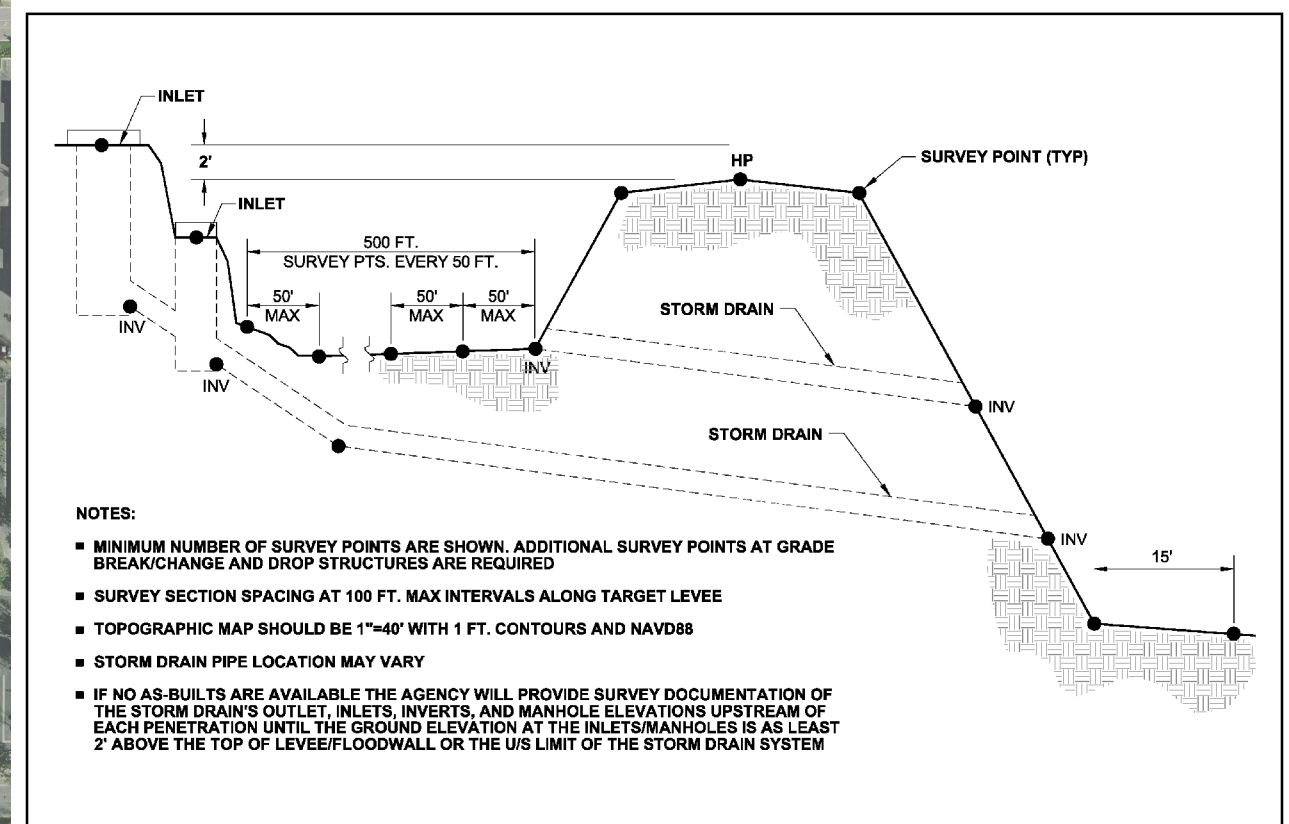 INLET
2'
HP
SURVEY POINT (TYP)
INLET
500 FT.
SURVEY PTS. EVERY 50 FT.
50'
MAX
50'
MAX
50'
MAX
STORM DRAIN
INV
INV
INV
INV
STORM DRAIN
INV
15'
NOTES:
▪ MINIMUM NUMBER OF SURVEY POINTS ARE SHOWN. ADDITIONAL SURVEY POINTS AT GRADE
BREAK/CHANGE AND DROP STRUCTURES ARE REQUIRED
▪ SURVEY SECTION SPACING AT 100 FT. MAX INTERVALS ALONG TARGET LEVEE
▪ TOPOGRAPHIC MAP SHOULD BE 1"=40' WITH 1 FT. CONTOURS AND NAVD88
▪ STORM DRAIN PIPE LOCATION MAY VARY
▪ IF NO AS-BUILTS ARE AVAILABLE THE AGENCY WILL PROVIDE SURVEY DOCUMENTATION OF
THE STORM DRAIN'S OUTLET, INLETS, INVERTS, AND MANHOLE ELEVATIONS UPSTREAM OF
EACH PENETRATION UNTIL THE GROUND ELEVATION AT THE INLETS/MANHOLES IS AS LEAST
2' ABOVE THE TOP OF LEVEE/FLOODWALL OR THE U/S LIMIT OF THE STORM DRAIN SYSTEM